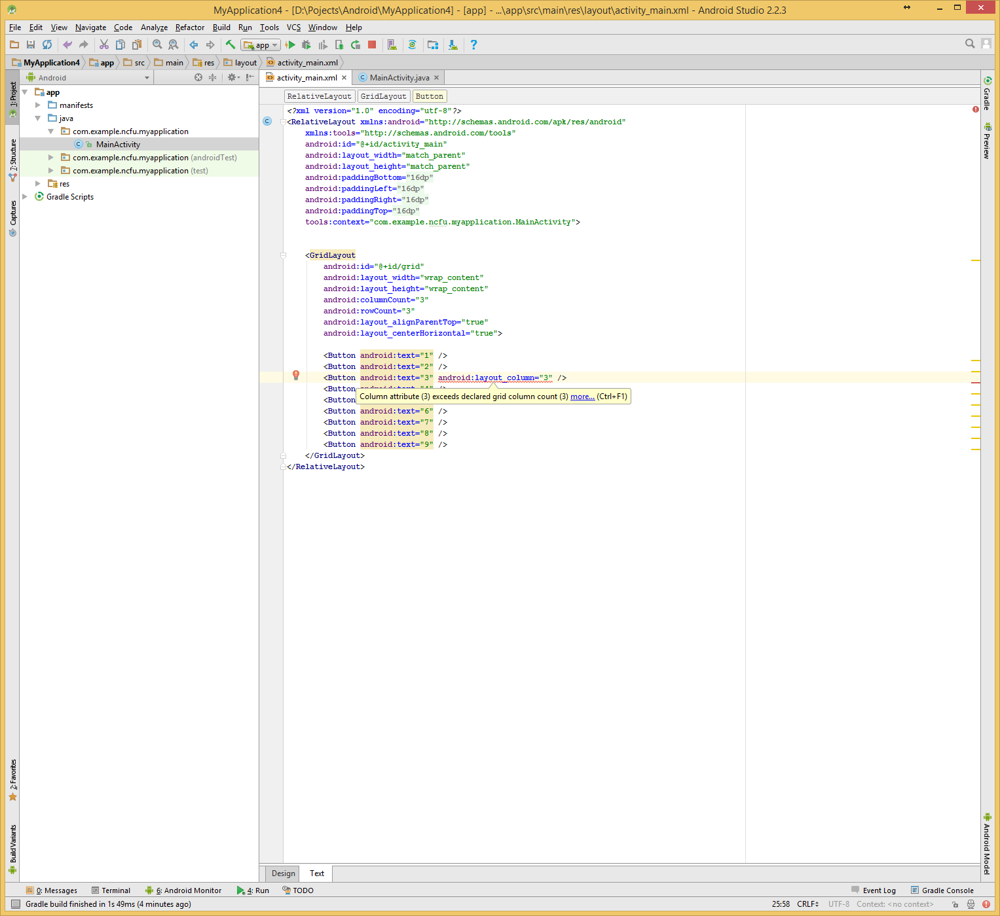 MyApplication4 - [D:\Pojects\Android\MyApplication4] - [app] - ...\app\src\main\res\layout\activity_main.xml - Android Studio 2.2.3
File Edit View Navigate Code Analyze Refactor Build Run Tools VCS Window Help
app
MyApplication4 app src main res layout activity_main.xml
Android
activity_main.xml
MainActivity.java
1: Project
7: Structure
Captures
2: Favorites
Build Variants
app
manifests
java
com.example.ncfu.myapplication
MainActivity
com.example.ncfu.myapplication (androidTest)
com.example.ncfu.myapplication (test)
res
Gradle Scripts
RelativeLayout GridLayout Button
<?xml version="1.0" encoding="utf-8"?>
<RelativeLayout xmlns:android="http://schemas.android.com/apk/res/android"
xmlns:tools="http://schemas.android.com/tools"
android:id="@+id/activity_main"
android:layout_width="match_parent"
android:layout_height="match_parent"
android:paddingBottom="16dp"
android:paddingLeft="16dp"
android:paddingRight="16dp"
android:paddingTop="16dp"
tools:context="com.example.ncfu.myapplication.MainActivity">
<GridLayout
android:id="@+id/grid"
android:layout_width="wrap_content"
android:layout_height="wrap_content"
android:columnCount="3"
android:rowCount="3"
android:layout_alignParentTop="true"
android:layout_centerHorizontal="true">
<Button android:text="1" />
<Button android:text="2" />
<Button android:text="3" android:layout_column="3" />
<Button
<Button
Column attribute (3) exceeds declared grid column count (3) more... (Ctrl+F1)
<Button android:text="6" />
<Button android:text="7" />
<Button android:text="8" />
<Button android:text="9" />
</GridLayout>
</RelativeLayout>
Gradle
Preview
Android Model
Design Text
0: Messages Terminal 6: Android Monitor 4: Run TODO Event Log Gradle Console
Gradle build finished in 1s 49ms (4 minutes ago) 25:58 CRLF UTF-8 Context: <no context>